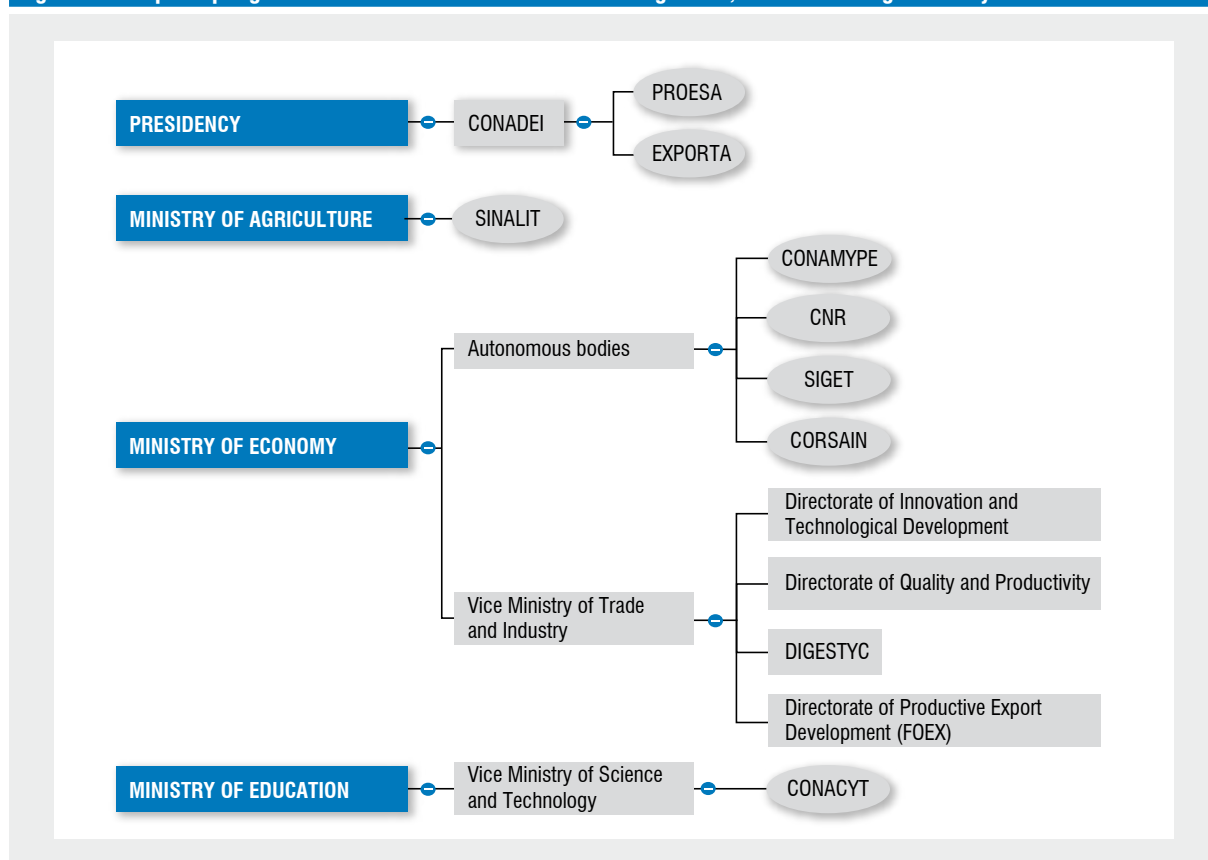 PRESIDENCY
CONADEI
PROESA
EXPORTA
MINISTRY OF AGRICULTURE
SINALIT
CONAMYPE
CNR
Autonomous bodies
SIGET
CORSAIN
MINISTRY OF ECONOMY
Directorate of Innovation and
Technological Development
Directorate of Quality and Productivity
Vice Ministry of Trade
and Industry
DIGESTYC
Directorate of Productive Export
Development (FOEX)
MINISTRY OF EDUCATION
Vice Ministry of Science
and Technology
CONACYT